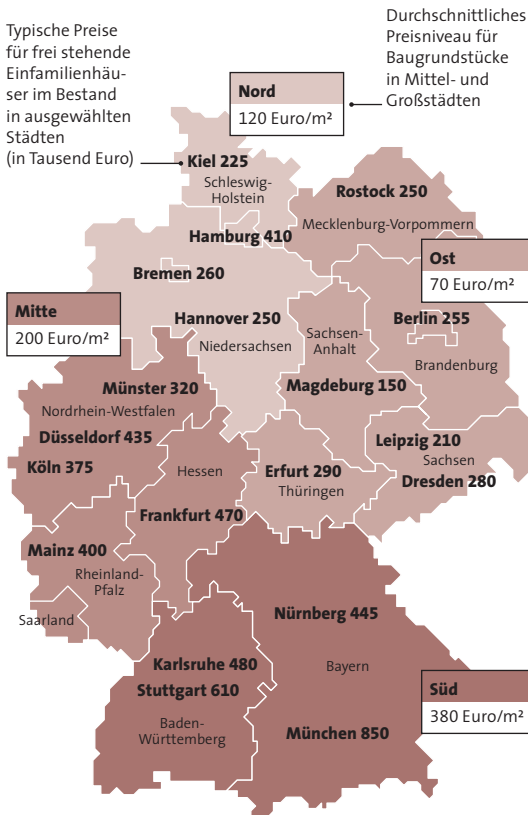 Typische Preise
für frei stehende
Einfamilienhäu-
ser im Bestand
in ausgewählten
Städten
(in Tausend Euro)
Durchschnittliches
Preisniveau für
Baugrundstücke
in Mittel- und
Großstädten
Nord
120 Euro/m²
Kiel 225
Schleswig-
Holstein
Rostock 250
Mecklenburg-Vorpommern
Hamburg 410
Bremen 260
Ost
70 Euro/m²
Mitte
200 Euro/m²
Hannover 250
Niedersachsen
Sachsen-
Anhalt
Berlin 255
Brandenburg
Münster 320
Nordrhein-Westfalen
Magdeburg 150
Düsseldorf 435
Köln 375
Hessen
Erfurt 290
Thüringen
Leipzig 210
Sachsen
Dresden 280
Frankfurt 470
Mainz 400
Rheinland-
Pfalz
Saarland
Nürnberg 445
Karlsruhe 480
Bayern
Stuttgart 610
Baden-
Württemberg
Süd
380 Euro/m²
München 850